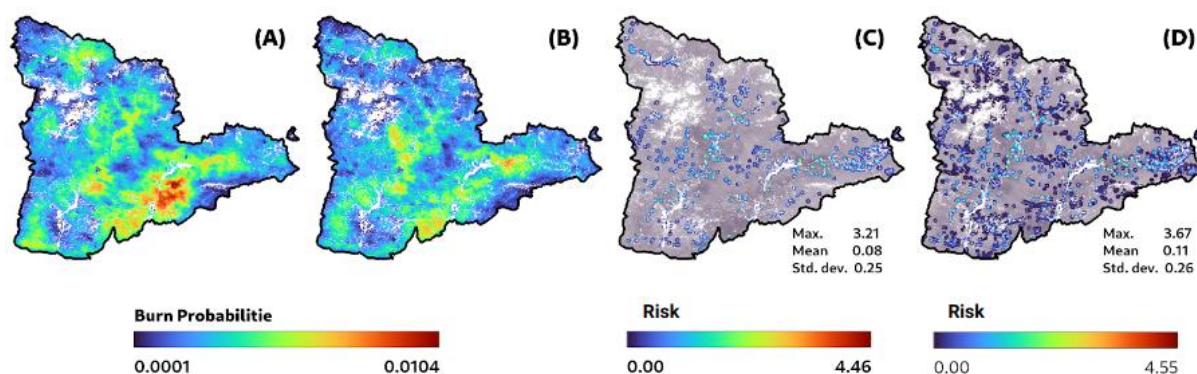 (A)
(B)
(C)
(D)
Max. 3.21
Mean 0.08
Std. dev. 0.25
Max. 3.67
Mean 0.11
Std. dev. 0.26
Burn Probabilitie
0.0001 0.0104
Risk
0.00 4.46
Risk
0.00 4.55